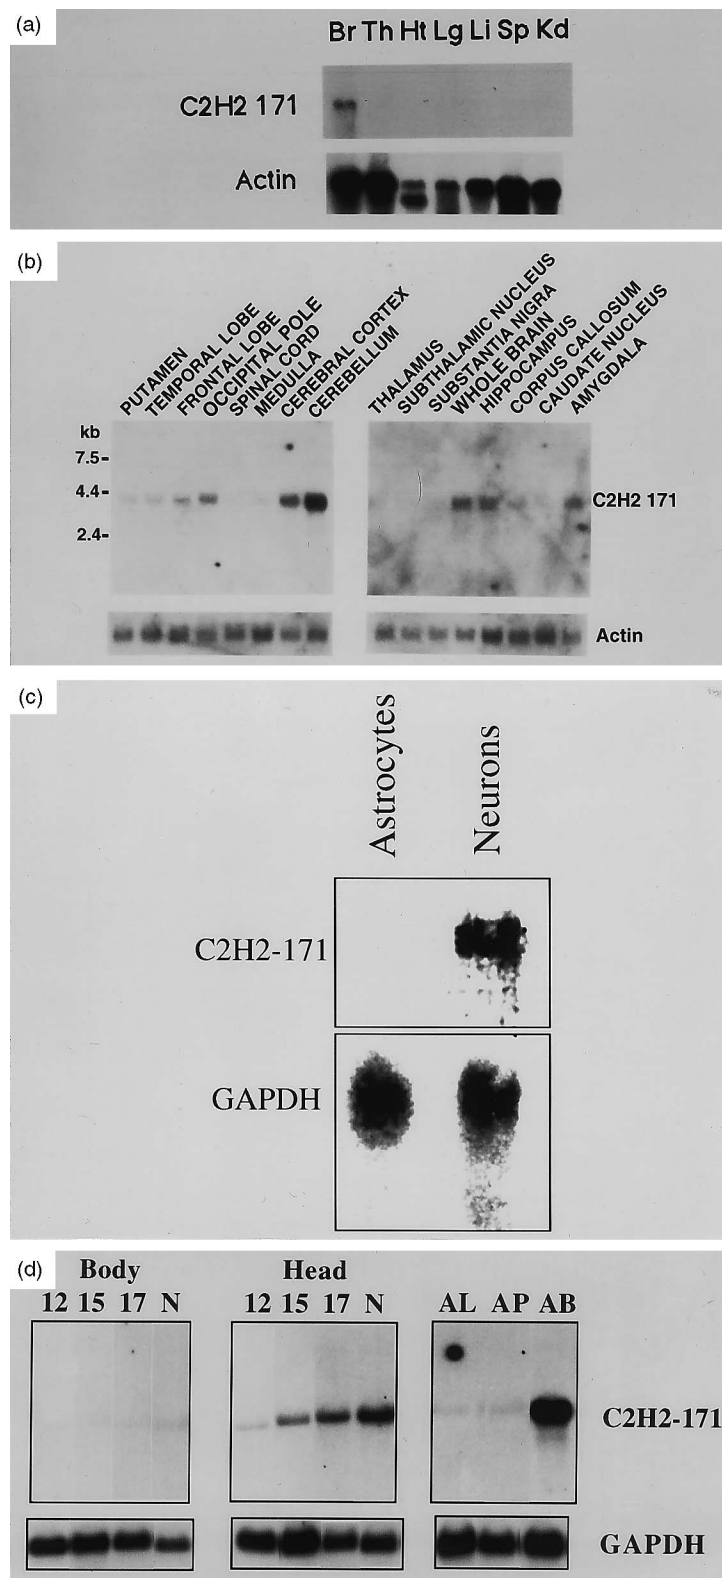 (a)
Br Th Ht Lg Li Sp Kd
C2H2 171
Actin
(b)
PUTAMEN
TEMPORAL LOBE
FRONTAL LOBE
OCCIPITAL POLE
SPINAL CORD
MEDULLA
CEREBRAL CORTEX
CEREBELLUM
THALAMUS
SUBTHALAMIC NUCLEUS
SUBSTANTIA NIGRA
WHOLE BRAIN
HIPPOCAMPUS
CORPUS CALLOSUM
CAUDATE NUCLEUS
AMYGDALA
kb
7.5-
4.4-
2.4-
C2H2 171
Actin
(c)
Astrocytes
Neurons
C2H2-171
GAPDH
(d)
Body Head
12 15 17 N 12 15 17 N AL AP AB
C2H2-171
GAPDH